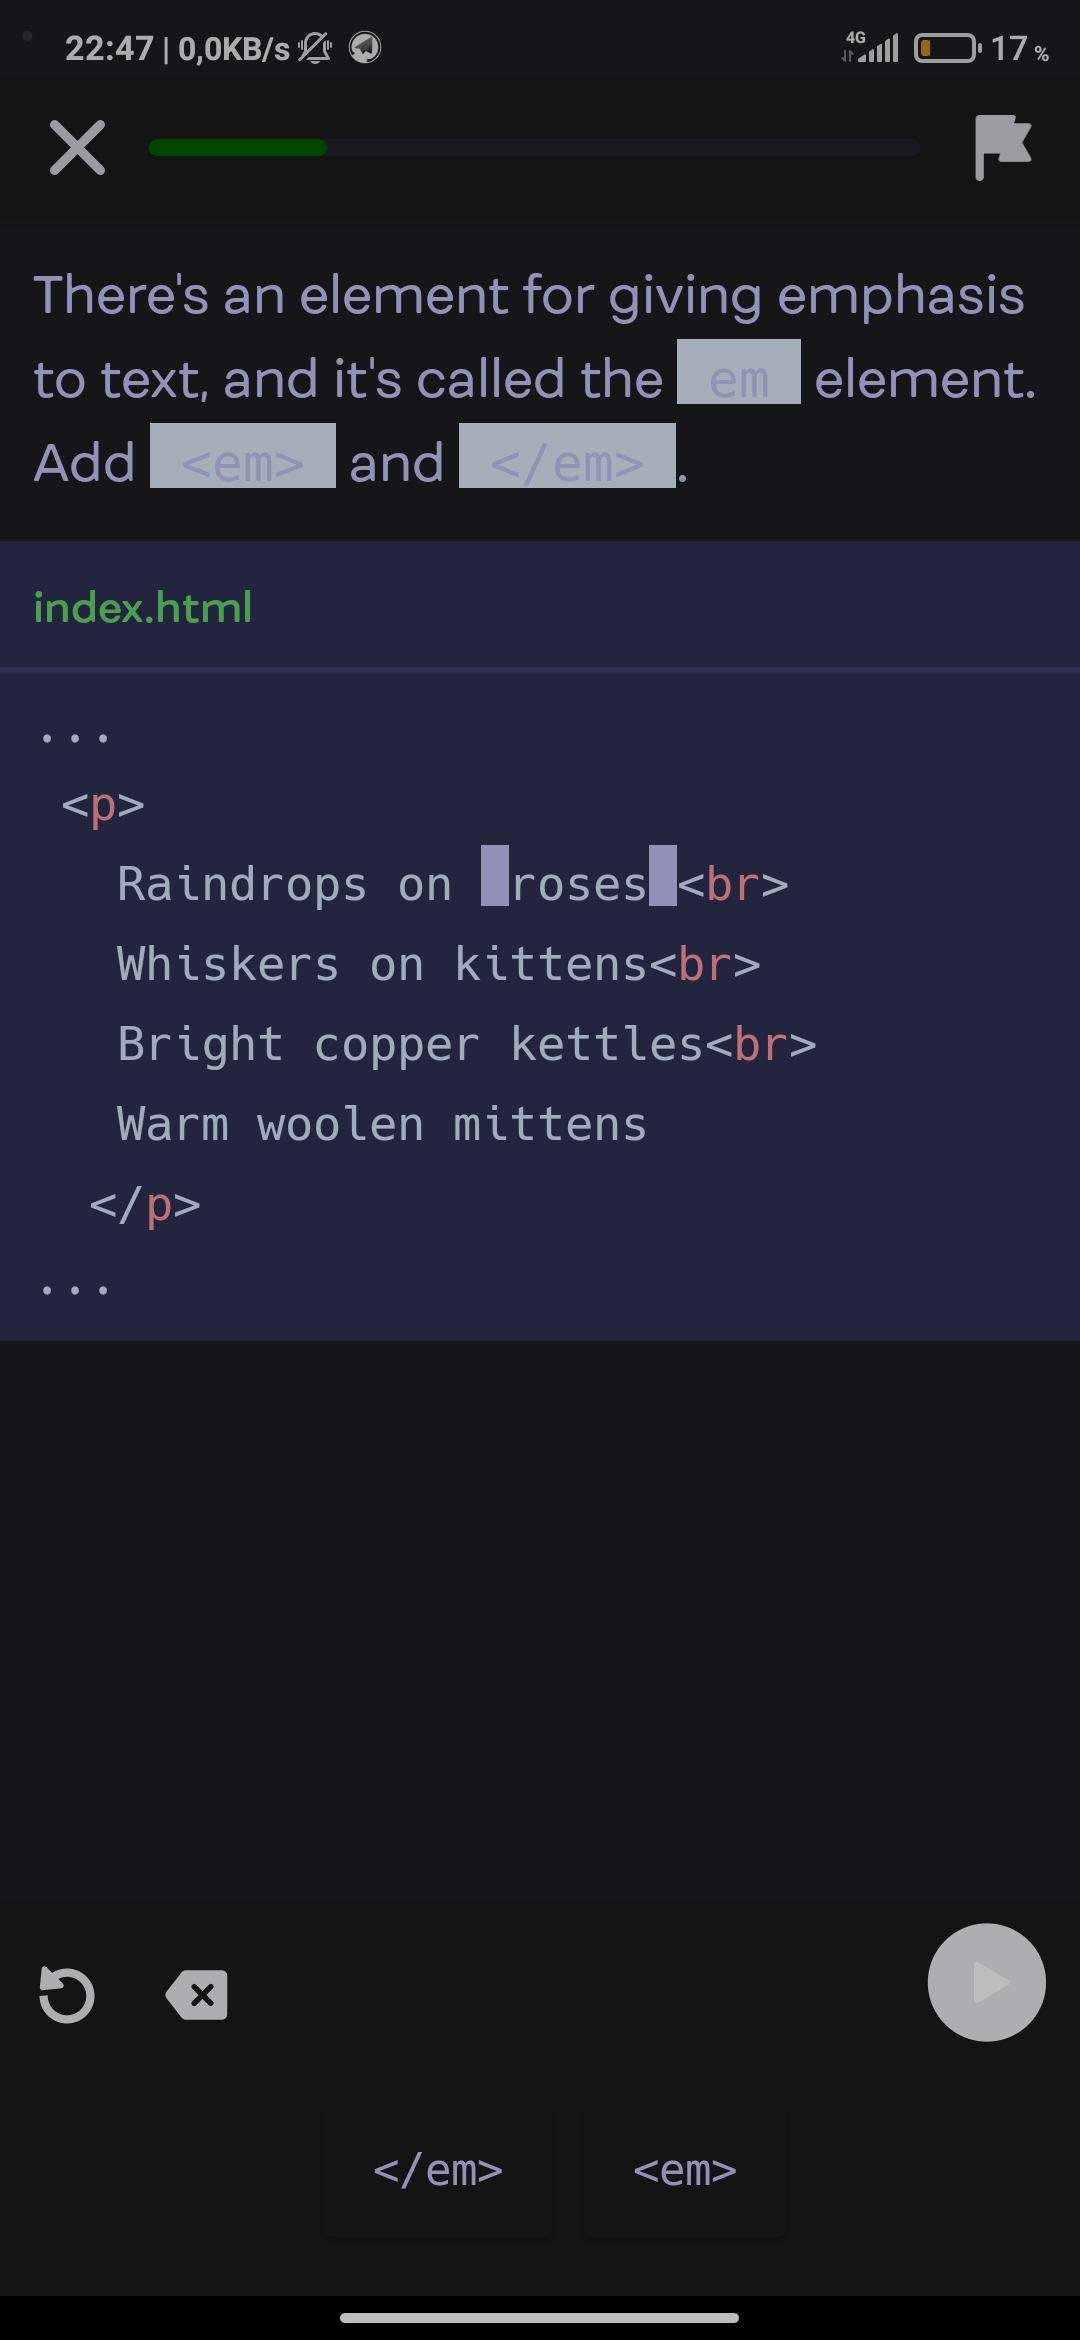 22:47 | 0,0KB/s 4G 17 %
There's an element for giving emphasis
to text, and it's called the em element.
Add <em> and </em>.
index.html
...
<p>
Raindrops on roses<br>
Whiskers on kittens<br>
Bright copper kettles<br>
Warm woolen mittens
</p>
...
</em> <em>